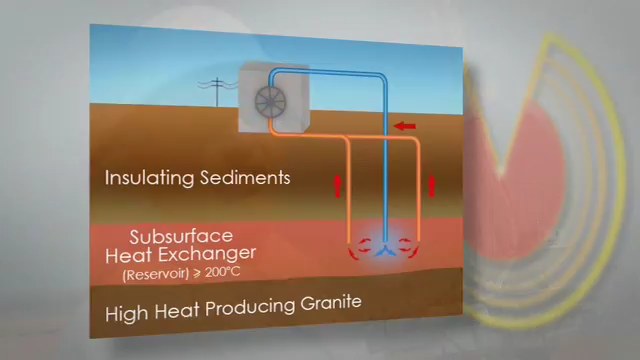 Insulating Sediments
Subsurface
Heat Exchanger
(Reservoir) ⩾ 200°C
High Heat Producing Granite